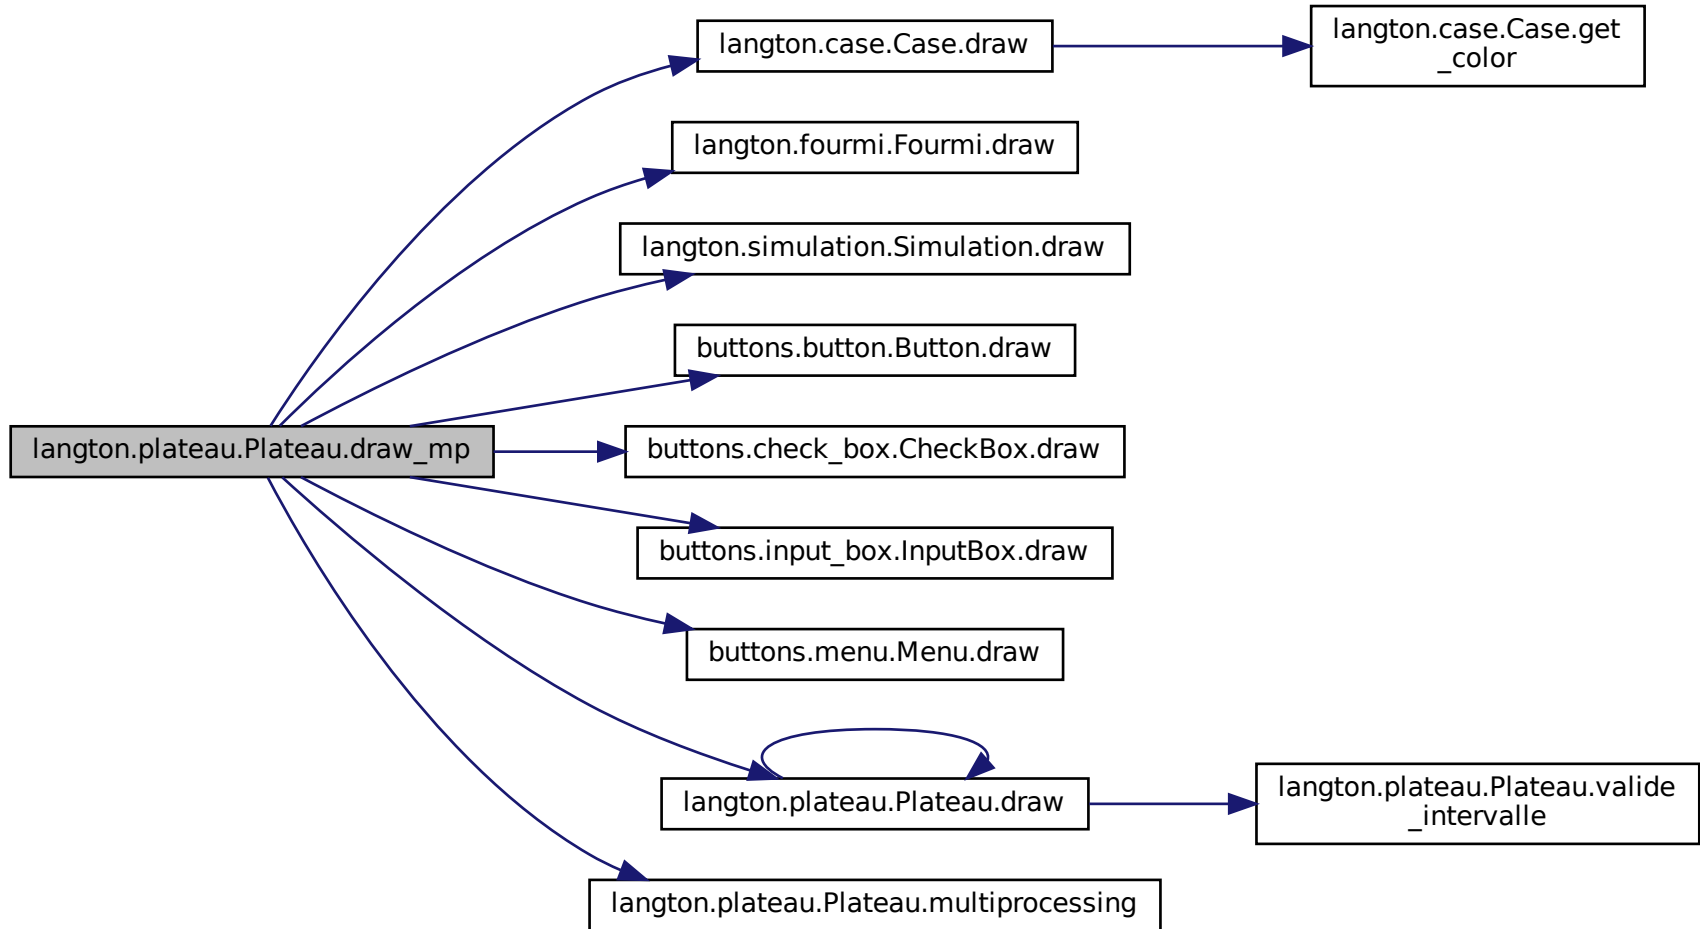 langton.case.Case.draw
langton.case.Case.get
_color
langton.fourmi.Fourmi.draw
langton.simulation.Simulation.draw
buttons.button.Button.draw
langton.plateau.Plateau.draw_mp
buttons.check_box.CheckBox.draw
buttons.input_box.InputBox.draw
buttons.menu.Menu.draw
langton.plateau.Plateau.draw
langton.plateau.Plateau.valide
_intervalle
langton.plateau.Plateau.multiprocessing